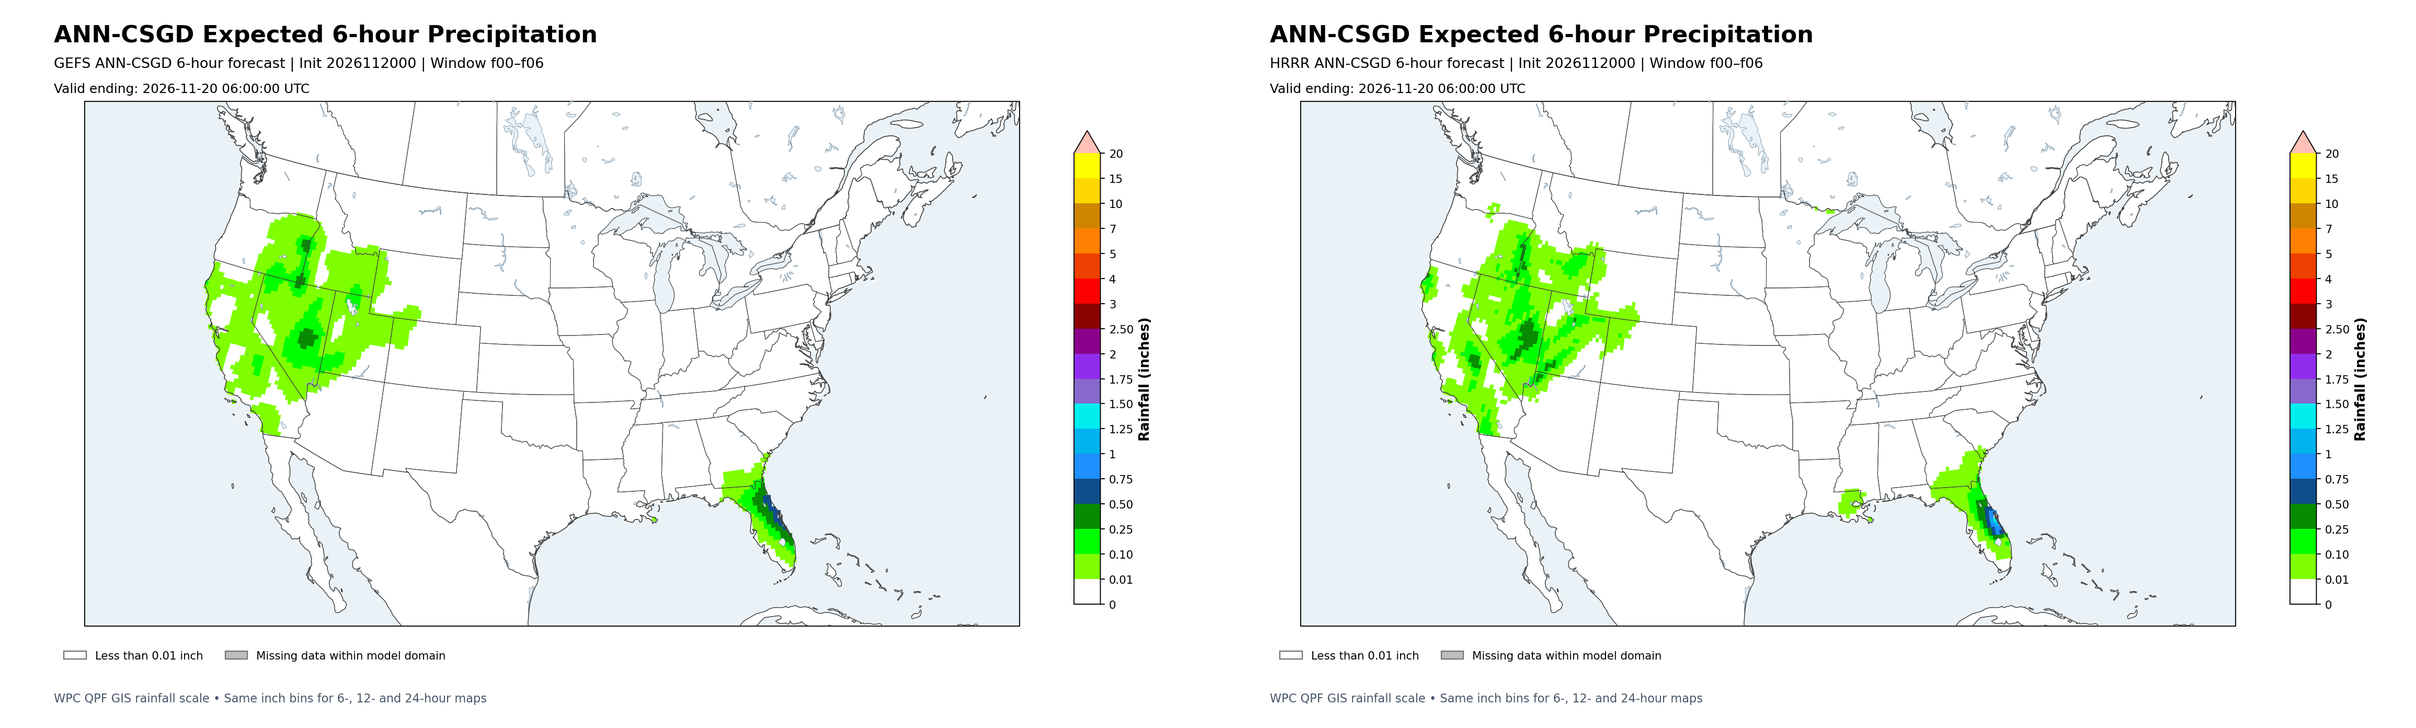 ANN-CSGD Expected 6-hour Precipitation
GEFS ANN-CSGD 6-hour forecast | Init 2026112000 | Window f00–f06
Valid ending: 2026-11-20 06:00:00 UTC
20
15
10
7
5
4
3
2.50
2
1.75
1.50
1.25
1
0.75
0.50
0.25
0.10
0.01
0
Rainfall (inches)
Less than 0.01 inch
Missing data within model domain
WPC QPF GIS rainfall scale • Same inch bins for 6-, 12- and 24-hour maps
ANN-CSGD Expected 6-hour Precipitation
HRRR ANN-CSGD 6-hour forecast | Init 2026112000 | Window f00–f06
Valid ending: 2026-11-20 06:00:00 UTC
20
15
10
7
5
4
3
2.50
2
1.75
1.50
1.25
1
0.75
0.50
0.25
0.10
0.01
0
Rainfall (inches)
Less than 0.01 inch
Missing data within model domain
WPC QPF GIS rainfall scale • Same inch bins for 6-, 12- and 24-hour maps